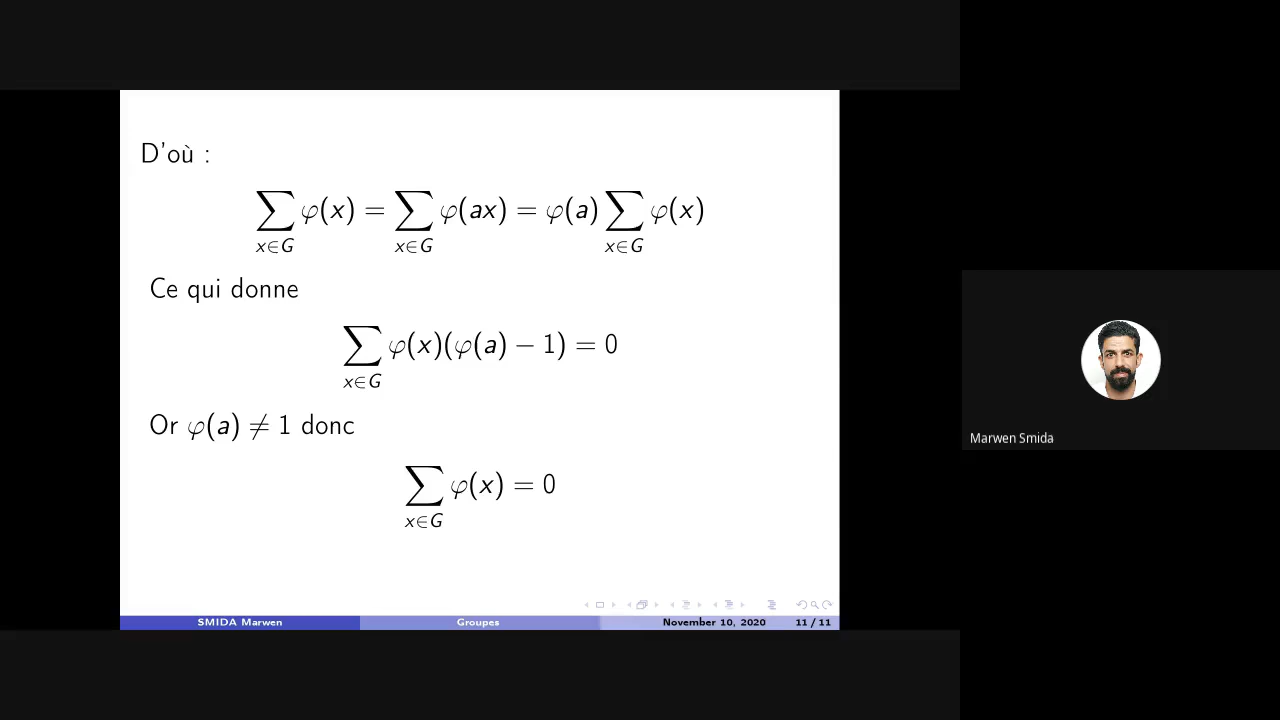 D'où :
∑_{x∈G} φ(x) = ∑_{x∈G} φ(ax) = φ(a) ∑_{x∈G} φ(x)
Ce qui donne
∑_{x∈G} φ(x)(φ(a) − 1) = 0
Or φ(a) ≠ 1 donc
∑_{x∈G} φ(x) = 0
SMIDA Marwen Groupes November 10, 2020 11 / 11
Marwen Smida